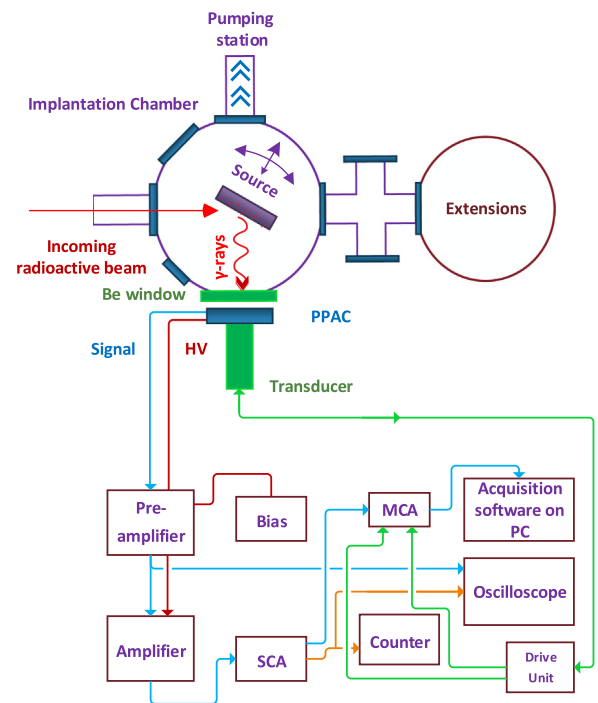 Pumping
station
Implantation Chamber
Source
γ-rays
Extensions
Incoming
radioactive beam
Be window
PPAC
Signal
HV
Transducer
Pre-
amplifier
Bias
MCA
Acquisition
software on
PC
Oscilloscope
Amplifier
SCA
Counter
Drive
Unit